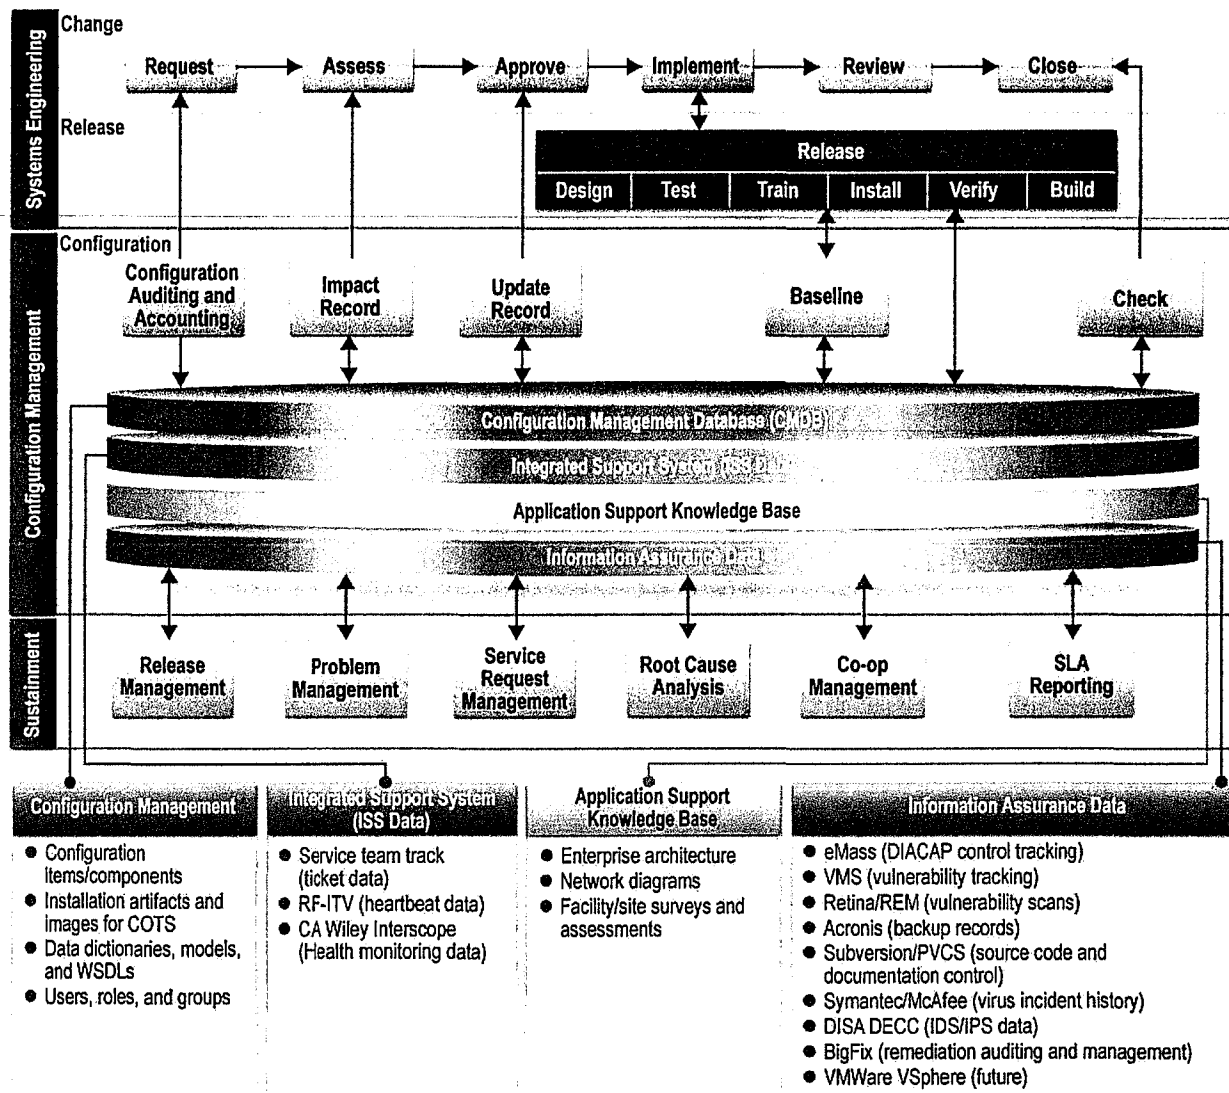 Systems Engineering
Change
Request
Assess
Approve
Implement
Review
Close
Release
Release
Design
Test
Train
Install
Verify
Build
Configuration Management
Configuration
Configuration
Auditing and
Accounting
Impact
Record
Update
Record
Baseline
Check
Configuration Management Database (CMDB)
Integrated Support System (ISS Data)
Application Support Knowledge Base
Information Assurance Data
Sustainment
Release
Management
Problem
Management
Service
Request
Management
Root Cause
Analysis
Co-op
Management
SLA
Reporting
Configuration Management
● Configuration
items/components
● Installation artifacts and
images for COTS
● Data dictionaries, models,
and WSDLs
● Users, roles, and groups
Integrated Support System
(ISS Data)
● Service team track
(ticket data)
● RF-ITV (heartbeat data)
● CA Wiley Interscope
(Health monitoring data)
Application Support
Knowledge Base
● Enterprise architecture
● Network diagrams
● Facility/site surveys and
assessments
Information Assurance Data
● eMass (DIACAP control tracking)
● VMS (vulnerability tracking)
● Retina/REM (vulnerability scans)
● Acronis (backup records)
● Subversion/PVCS (source code and
documentation control)
● Symantec/McAfee (virus incident history)
● DISA DECC (IDS/IPS data)
● BigFix (remediation auditing and management)
● VMWare VSphere (future)